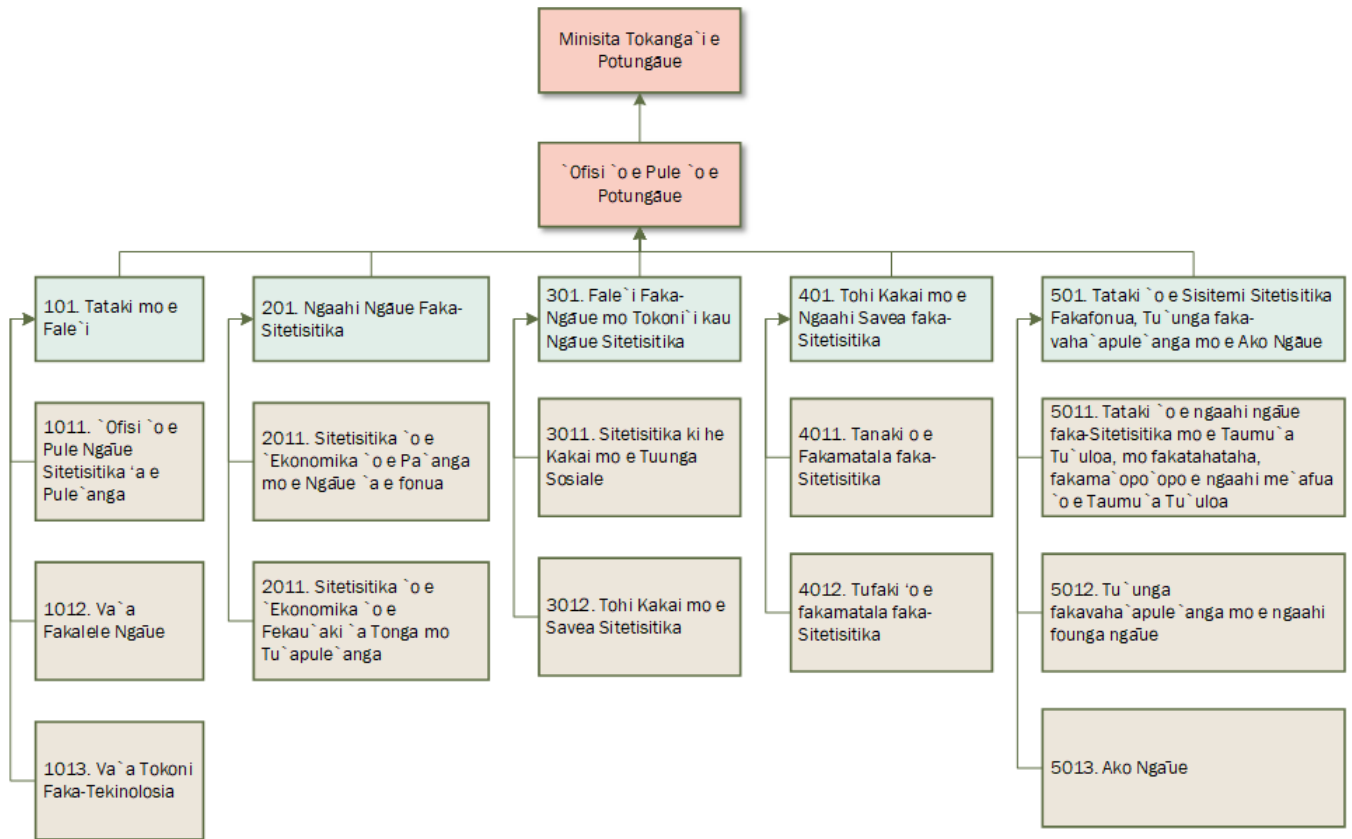 Minisita Tokanga`i e
Potungāue
`Ofisi `o e Pule `o e
Potungāue
101. Tataki mo e
Fale`i
1011. `Ofisi `o e
Pule Ngāue
Sitetisitika ‘a e
Pule`anga
1012. Va`a
Fakalele Ngāue
1013. Va`a Tokoni
Faka-Tekinolosia
201. Ngaahi Ngāue Faka-
Sitetisitika
2011. Sitetisitika `o e
`Ekonomika `o e Pa`anga
mo e Ngāue `a e fonua
2011. Sitetisitika `o e
`Ekonomika `o e
Fekau`aki `a Tonga mo
Tu`apule`anga
301. Fale`i Faka-
Ngāue mo Tokoni`i kau
Ngāue Sitetisitika
3011. Sitetisitika ki he
Kakai mo e Tuunga
Sosiale
3012. Tohi Kakai mo e
Savea Sitetisitika
401. Tohi Kakai mo e
Ngaahi Savea faka-
Sitetisitika
4011. Tanaki o e
Fakamatala faka-
Sitetisitika
4012. Tufaki ‘o e
fakamatala faka-
Sitetisitika
501. Tataki `o e Sisitemi Sitetisitika
Fakafonua, Tu`unga faka-
vaha`apule`anga mo e Ako Ngāue
5011. Tataki `o e ngaahi ngāue
faka-Sitetisitika mo e Taumu`a
Tu`uloa, mo fakatahataha,
fakama`opo`opo e ngaahi me`afua
`o e Taumu`a Tu`uloa
5012. Tu`unga
fakavaha`apule`anga mo e ngaahi
founga ngāue
5013. Ako Ngāue